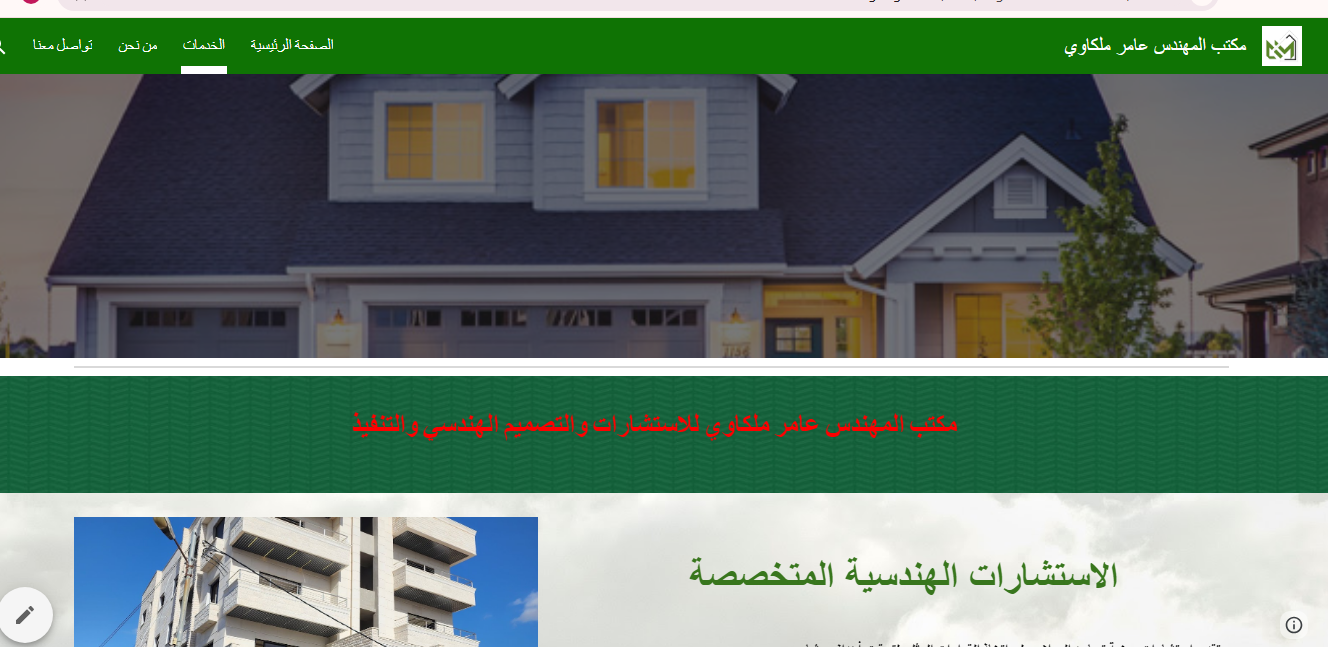 مكتب المهندس عامر ملكاوي
الصفحة الرئيسية
الخدمات
من نحن
تواصل معنا
مكتب المهندس عامر ملكاوي للاستشارات والتصميم الهندسي والتنفيذ
الاستشارات الهندسية المتخصصة